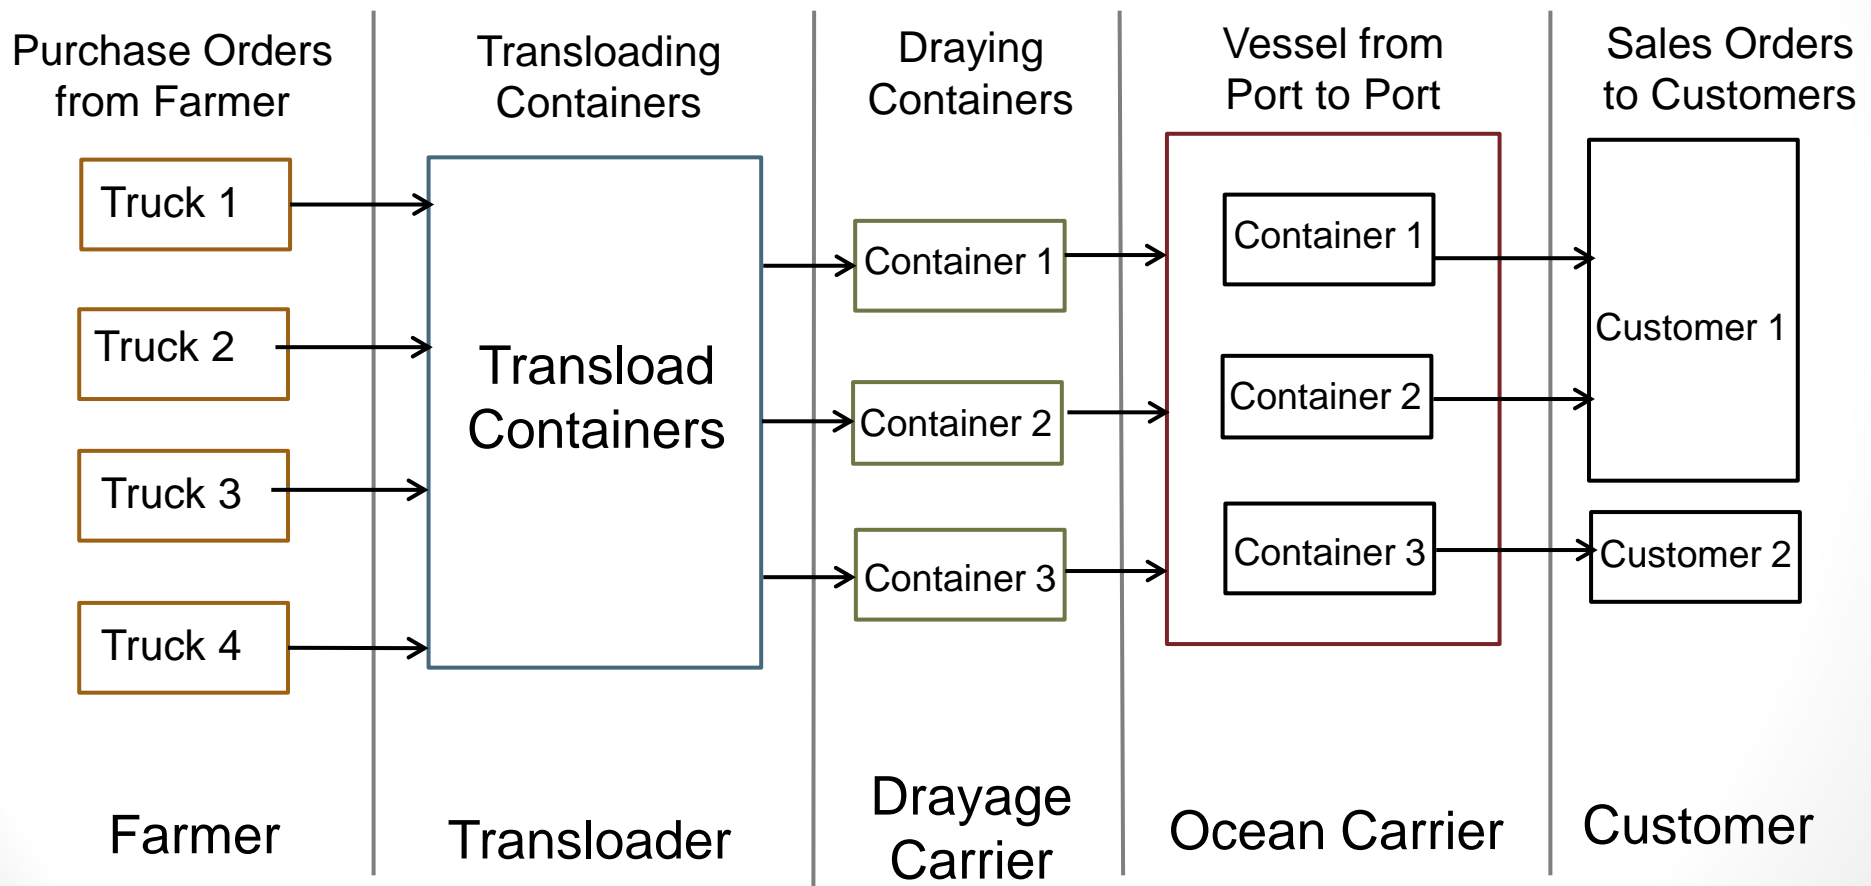 Purchase Orders
from Farmer
Transloading
Containers
Draying
Containers
Vessel from
Port to Port
Sales Orders
to Customers
Truck 1
Truck 2
Truck 3
Truck 4
Transload
Containers
Container 1
Container 2
Container 3
Container 1
Container 2
Container 3
Customer 1
Customer 2
Farmer
Transloader
Drayage
Carrier
Ocean Carrier
Customer